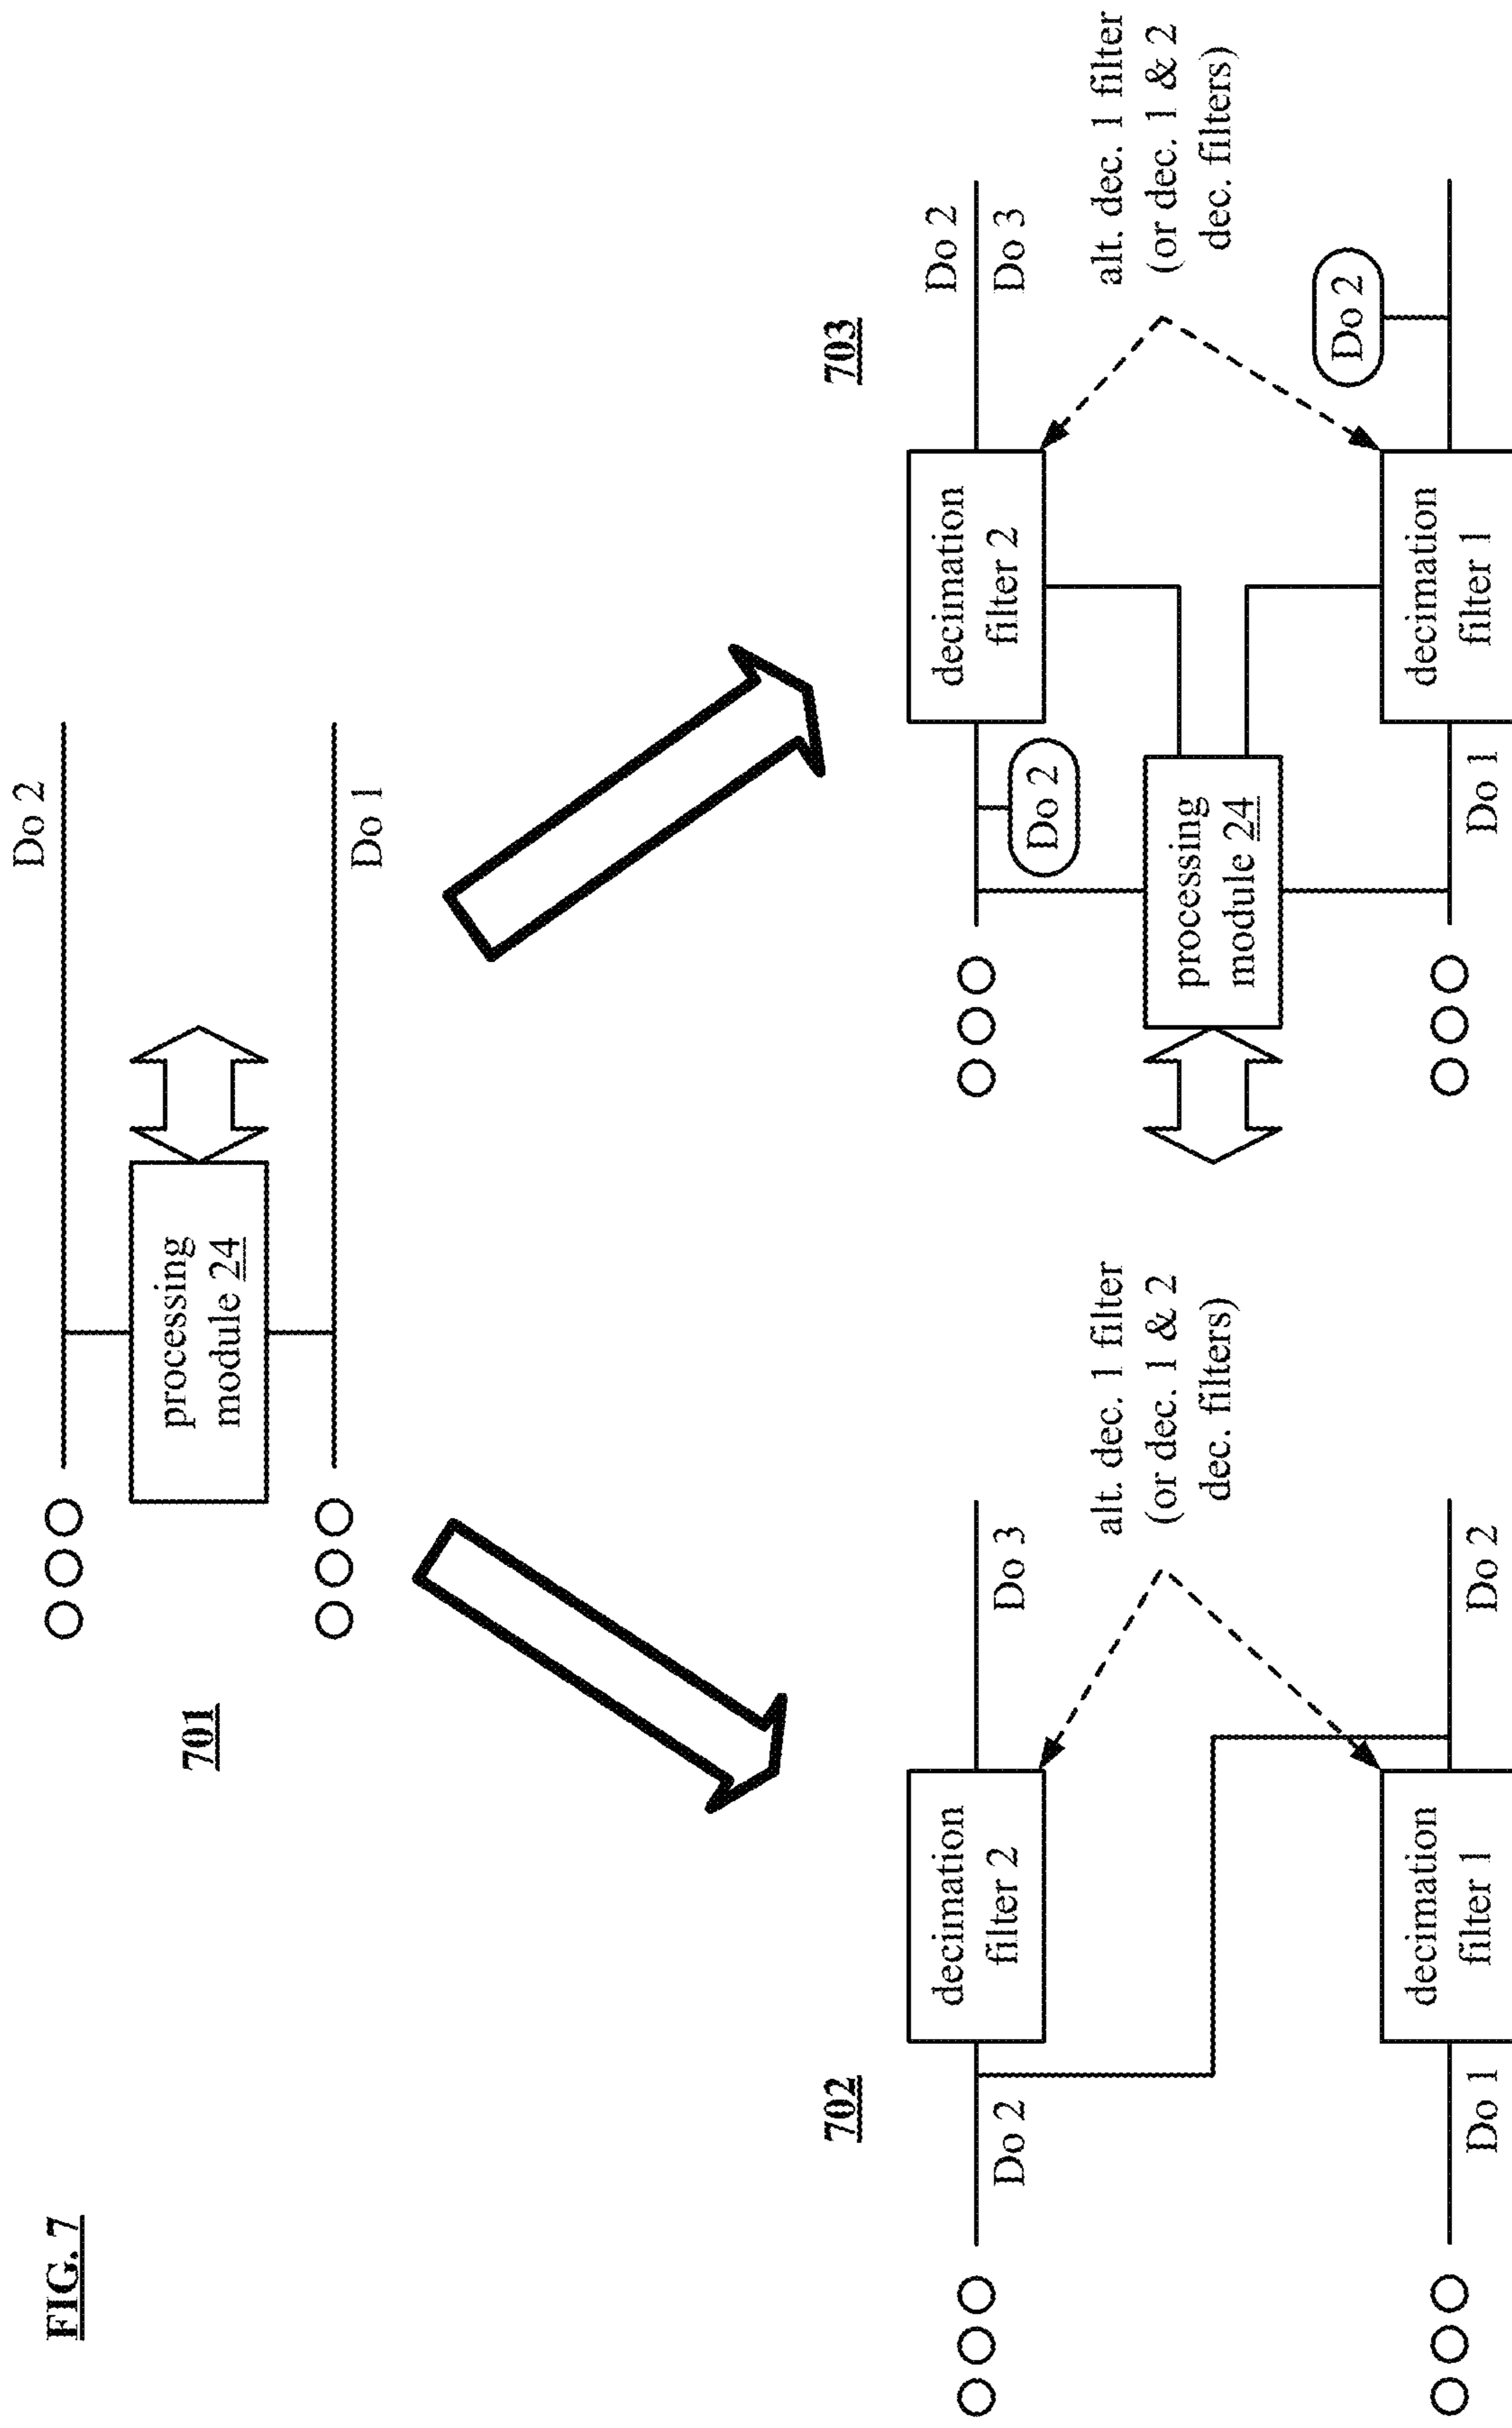 FIG. 7
701
Do 2
processing
module 24
Do 1
702
Do 2
decimation
filter 2
Do 3
alt. dec. 1 filter
(or dec. 1 & 2
dec. filters)
Do 1
decimation
filter 1
Do 2
703
Do 2
decimation
filter 2
Do 2
Do 3
alt. dec. 1 filter
(or dec. 1 & 2
dec. filters)
processing
module 24
Do 2
Do 1
decimation
filter 1